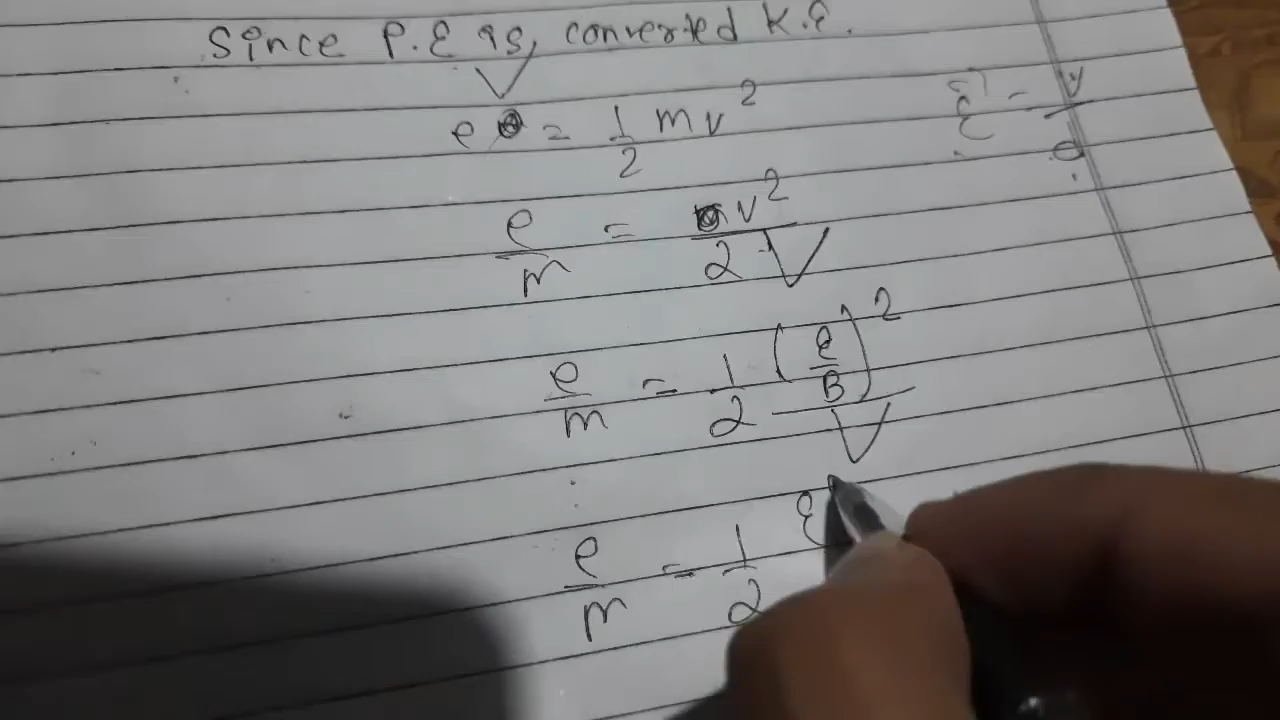 Since P.E is, converted K.E.
eV = 1/2 mv²
E = V/d
e/m = v²/2V
e/m = 1/2 (E/B)²/V
e/m = 1/2 E